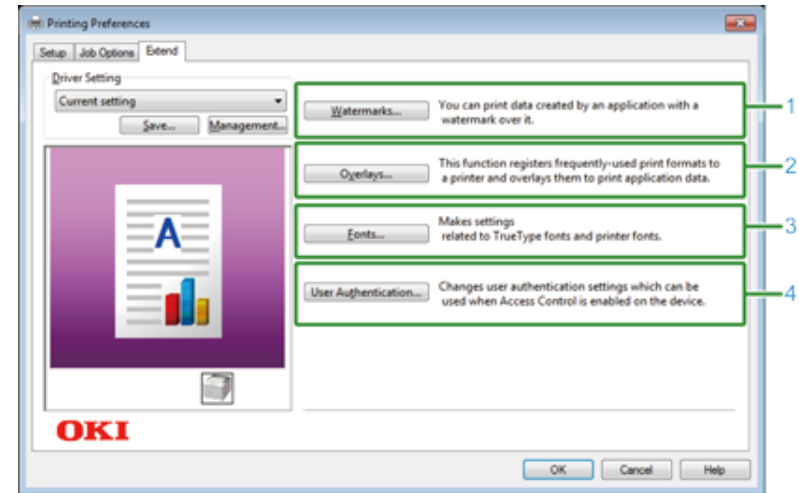 Printing Preferences
Setup Job Options Extend
Driver Setting
Current setting
Save... Management...
Watermarks...
You can print data created by an application with a
watermark over it.
1
Overlays...
This function registers frequently-used print formats to
a printer and overlays them to print application data.
2
Fonts...
Makes settings
related to TrueType fonts and printer fonts.
3
User Authentication...
Changes user authentication settings which can be
used when Access Control is enabled on the device.
4
A
OKI
OK Cancel Help